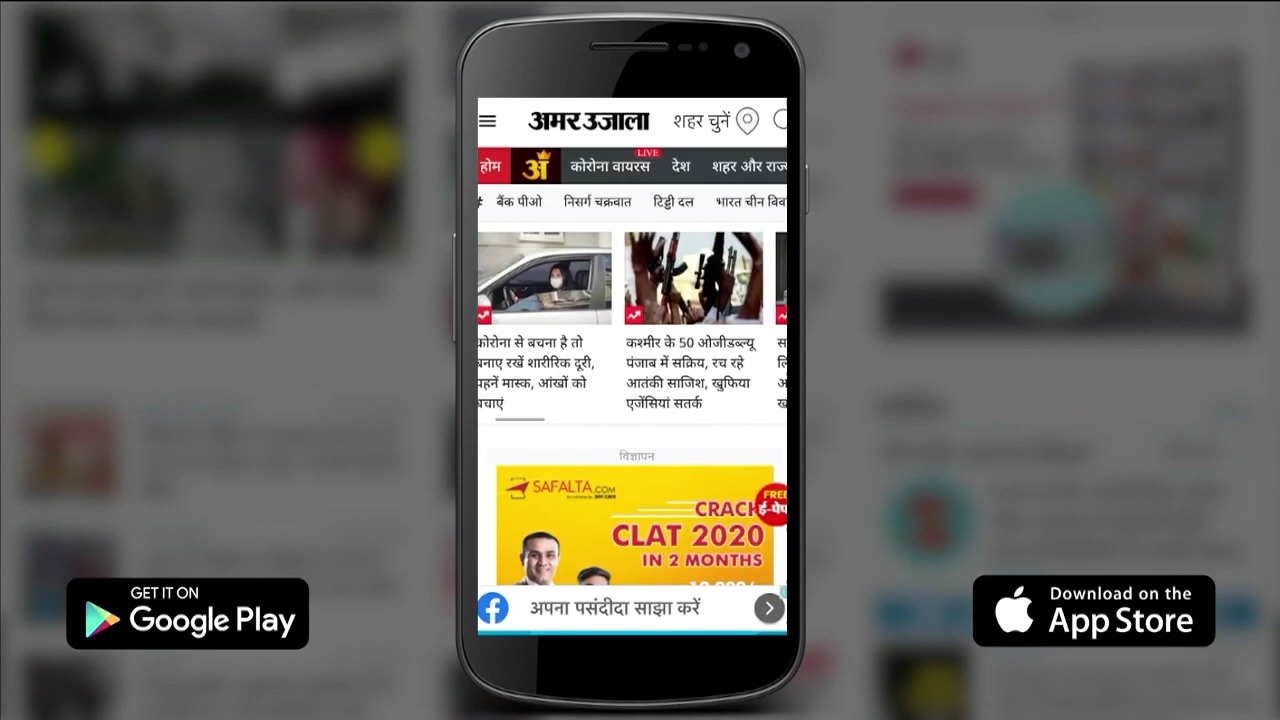 अमर उजाला
शहर चुनें
LIVE
होम
अ
कोरोना वायरस
देश
शहर और राज्
# बैंक पीओ
निसर्ग चक्रवात
टिड्डी दल
भारत चीन विवा
कोरोना से बचना है तो
बनाए रखें शारीरिक दूरी,
पहनें मास्क, आंखों को
बचाएं
कश्मीर के 50 ओजीडब्ल्यू
पंजाब में सक्रिय, रच रहे
आतंकी साजिश, खुफिया
एजेंसियां सतर्क
विज्ञापन
SAFALTA.COM
CRACK
CLAT 2020
IN 2 MONTHS
FREE
ई-पेप
अपना पसंदीदा साझा करें
GET IT ON
Google Play
Download on the
App Store